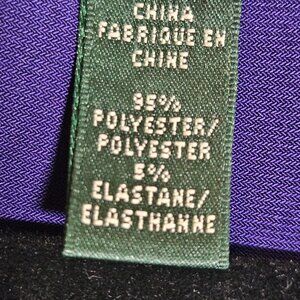 CHINA
FABRIQUE EN
CHINE
95%
POLYESTER/
POLYESTER
5%
ELASTANE/
ELASTHANNE